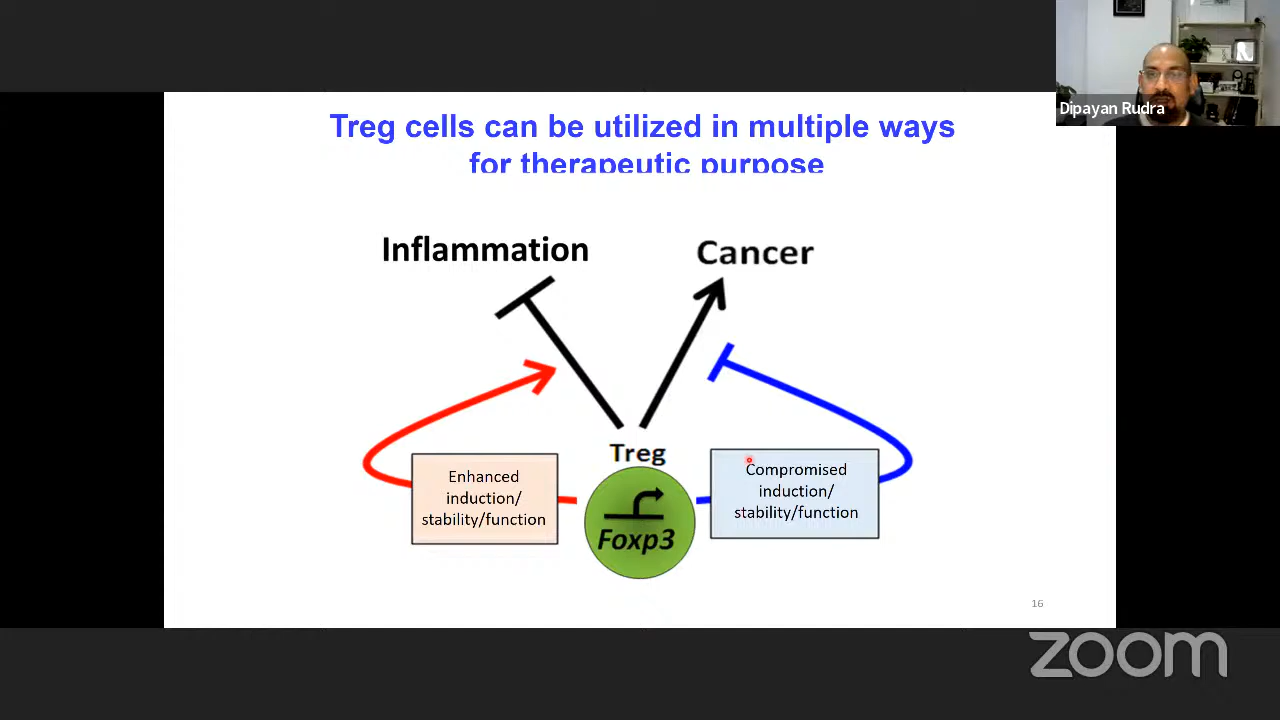 Dipayan Rudra
Treg cells can be utilized in multiple ways
for therapeutic purpose
Inflammation
Cancer
Treg
Enhanced
induction/
stability/function
Foxp3
Compromised
induction/
stability/function
16
zoom